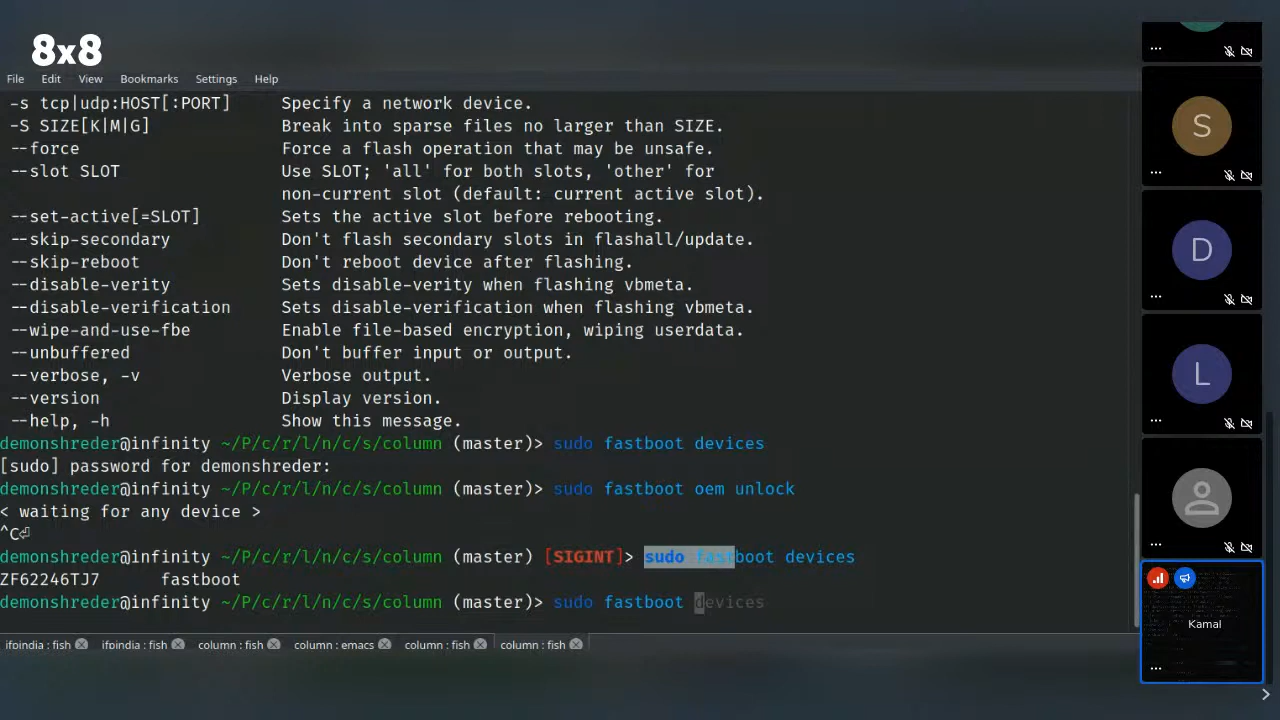 8x8
File Edit View Bookmarks Settings Help
-s tcp|udp:HOST[:PORT] Specify a network device.
-S SIZE[K|M|G] Break into sparse files no larger than SIZE.
--force Force a flash operation that may be unsafe.
--slot SLOT Use SLOT; 'all' for both slots, 'other' for
non-current slot (default: current active slot).
--set-active[=SLOT] Sets the active slot before rebooting.
--skip-secondary Don't flash secondary slots in flashall/update.
--skip-reboot Don't reboot device after flashing.
--disable-verity Sets disable-verity when flashing vbmeta.
--disable-verification Sets disable-verification when flashing vbmeta.
--wipe-and-use-fbe Enable file-based encryption, wiping userdata.
--unbuffered Don't buffer input or output.
--verbose, -v Verbose output.
--version Display version.
--help, -h Show this message.
demonshreder@infinity ~/P/c/r/l/n/c/s/column (master)> sudo fastboot devices
[sudo] password for demonshreder:
demonshreder@infinity ~/P/c/r/l/n/c/s/column (master)> sudo fastboot oem unlock
< waiting for any device >
^C⏎
demonshreder@infinity ~/P/c/r/l/n/c/s/column (master) [SIGINT]> sudo fastboot devices
ZF62246TJ7 fastboot
demonshreder@infinity ~/P/c/r/l/n/c/s/column (master)> sudo fastboot devices
ifpindia : fish ifpindia : fish column : fish column : emacs column : fish column : fish
S
D
L
Kamal